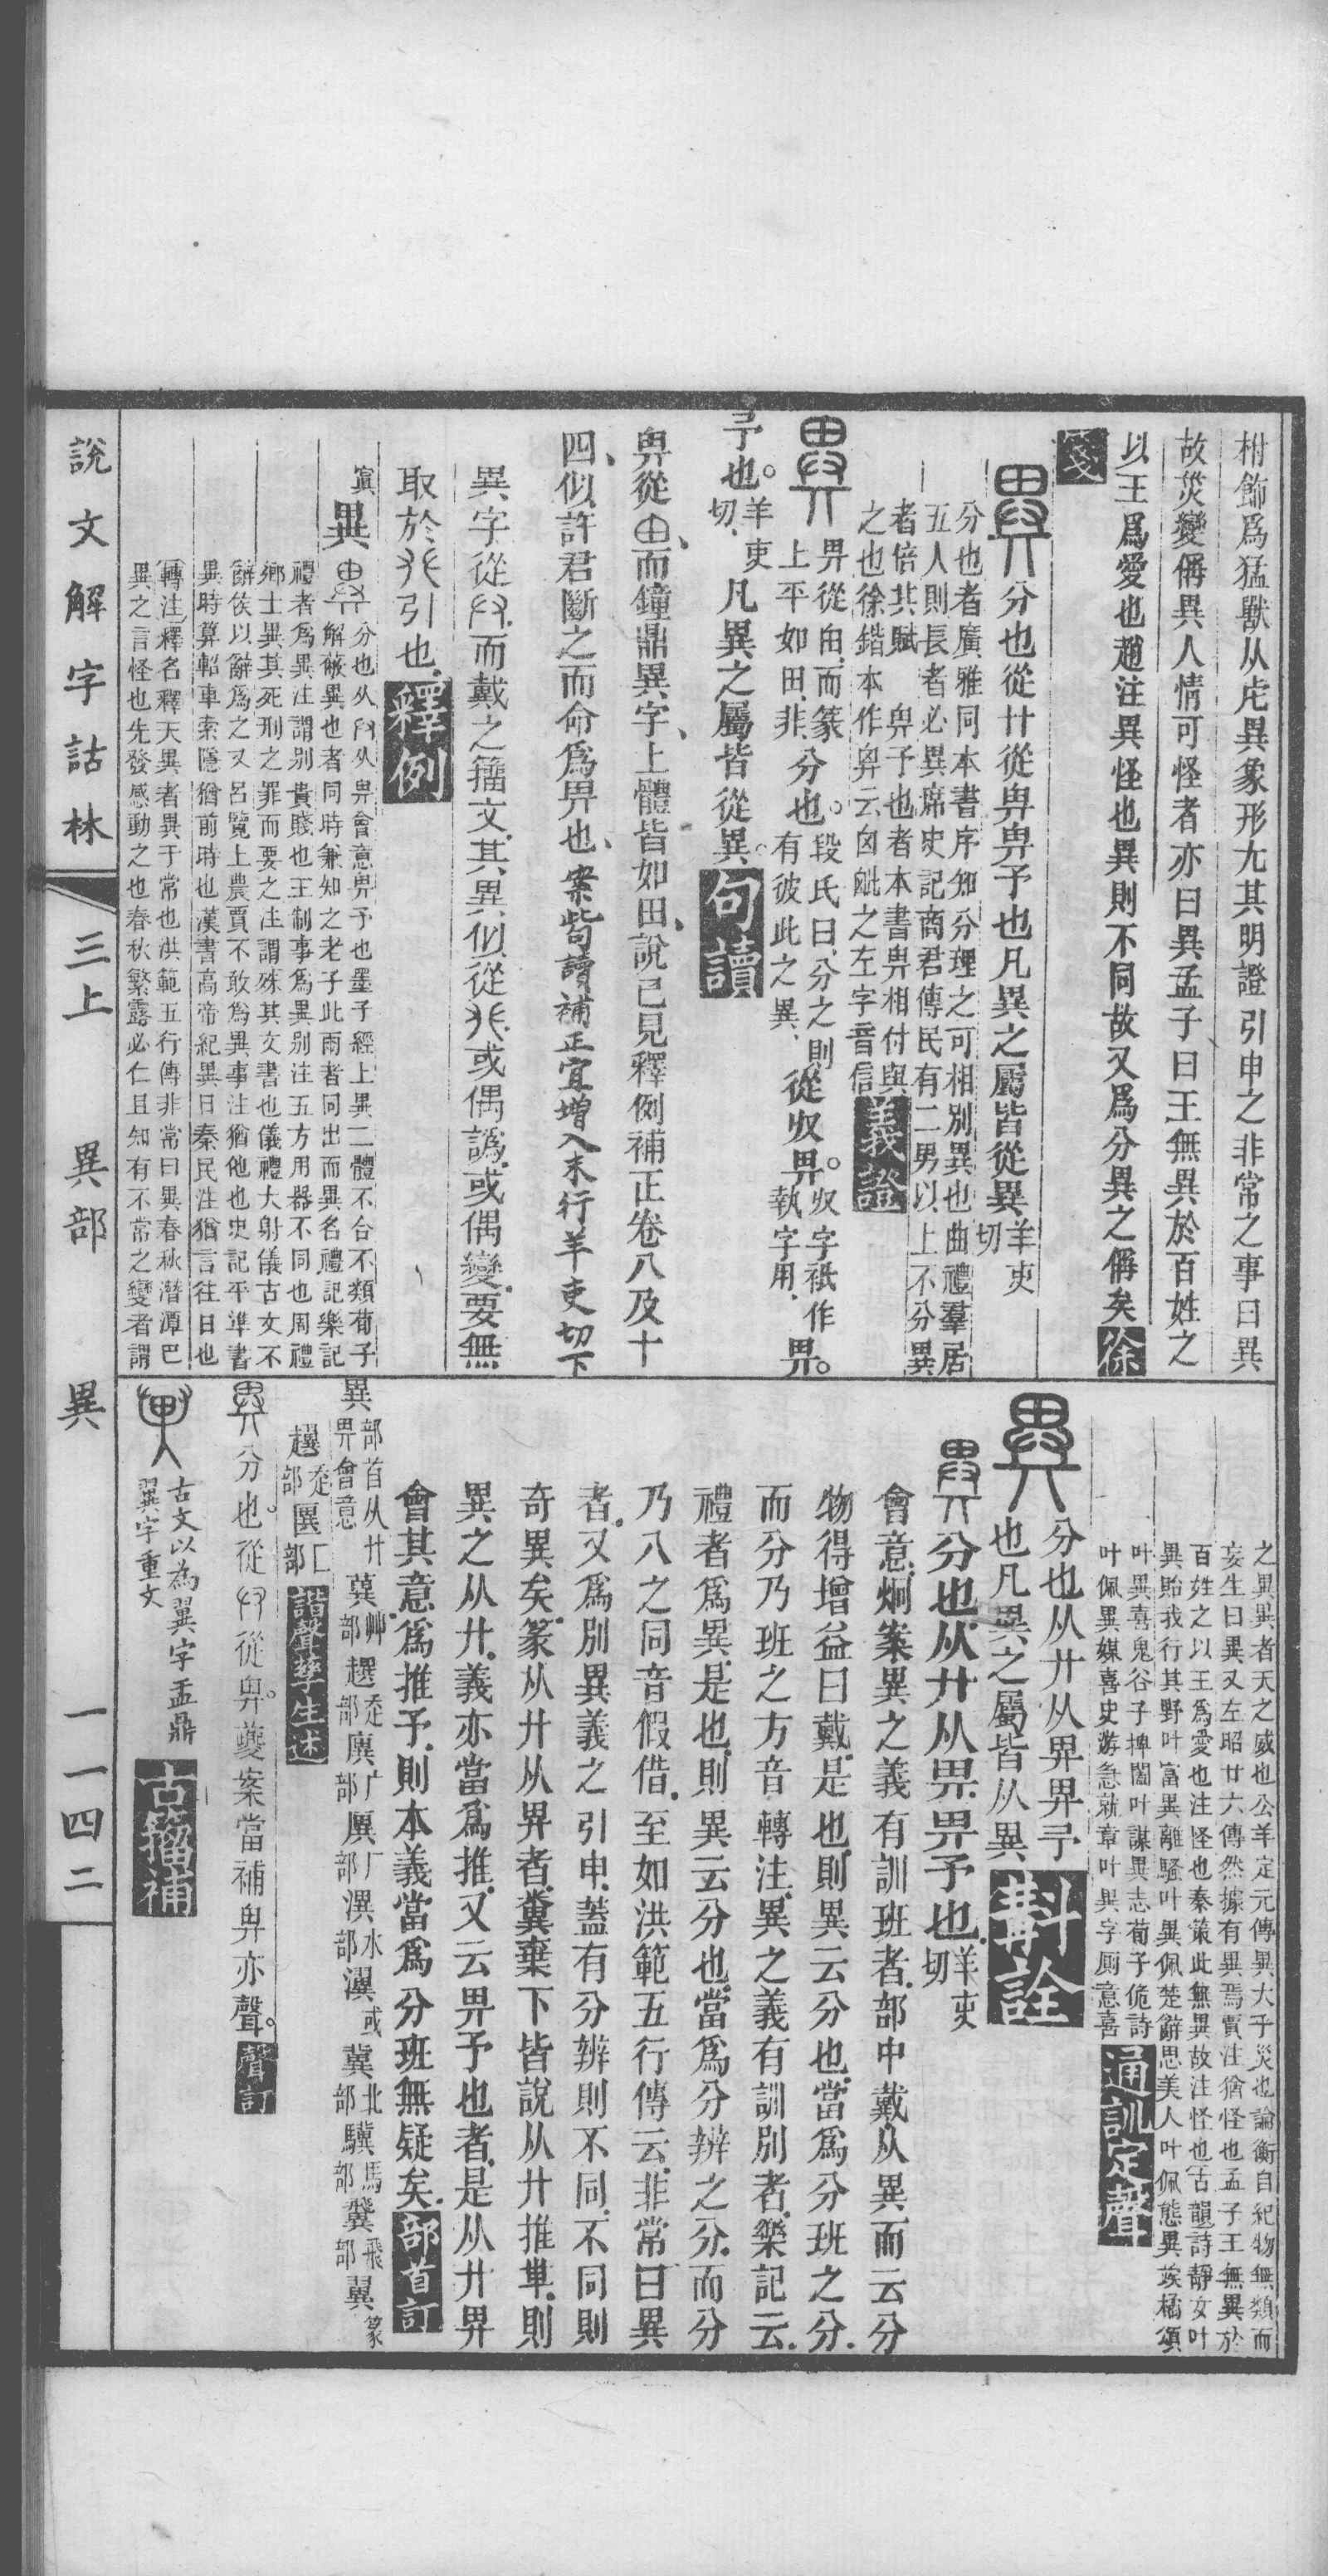 柎飾爲猛獸从虍異象形尤其明證引申之非常之事曰異
故災變偁異人情可怪者亦曰異孟子曰王無異於百姓之
以王爲愛也趙注異怪也異則不同故又爲分異之偁矣徐
箋
分也從廾從畀畀予也凡異之屬皆從異羊吏切
分也者廣雅同本書序知分理之可相別異也曲禮羣居
五人則長者必異席史記商君傳民有二男以上不分異
者倍其賦 畀予也者本書畀相付與
之也徐鍇本作畀云囟䶓之左字音信義證
畀從甶而篆
上平如田非
分也。段氏曰分之則
有彼此之異
從収畀。収字祇作
執字用
畀。
予也。羊吏切凡異之屬皆從異。句讀
畀從甶而鐘鼎異字上體皆如田說已見釋例補正卷八及十
四似許君斷之而命爲畀也案此句讀補正宜增入末行羊吏切下
異字從𦥑而戴之籀文其異似從𠬜或偶譌或偶變要無
取於𠬜引也釋例
寘異分也从𦥑从畀會意畀予也墨子經上異二體不合不類荀子
解蔽異也者同時兼知之老子此兩者同出而異名禮記樂記
禮者爲異注謂別貴賤也王制事爲異別注五方用器不同也周禮
鄉士異其死刑之罪而要之注謂殊其文書也儀禮大射儀古文不
餠矦以辭爲之又呂覽上農賈不敢爲異事注猶他也史記平準書
異時算軺車索隱猶前時也漢書高帝紀異日秦民注猶言往日也
轉注釋名釋天異者異于常也洪範五行傳非常曰異春秋潛潭巴
異之言怪也先發感動之也春秋繁露必仁且知有不常之變者謂
之異異者天之威也公羊定元傳異大乎災也論衡自紀物無類而
妄生曰異又左昭廿六傳然據有異焉賈注猶怪也孟子王無異於
百姓之以王爲愛也注怪也秦策此無異故注怪也古韻詩靜女叶
異貽我行其野叶富異離騷叶異佩楚辭思美人叶佩態異竢橘頌
叶異喜鬼谷子捭闔叶謀異志荀子佹詩
叶佩異媒喜史游急就章叶異字厠意喜通訓定聲
分也从廾从畀畀予
也凡異之屬皆从異斠詮
分也从廾从畀畀予也羊吏切
會意炯案異之義有訓班者部中戴从異而云分
物得增益曰戴是也則異云分也當爲分班之分
而分乃班之方音轉注異之義有訓別者樂記云
禮者爲異是也則異云分也當爲分辨之分而分
乃八之同音假借至如洪範五行傳云非常曰異
者又爲別異義之引申蓋有分辨則不同不同則
奇異矣篆从廾从畀者糞棄下皆說从廾推𠦒則
異之从廾義亦當爲推又云畀予也者是从廾畀
會其意爲推予則本義當爲分班無疑矣部首訂
異部首从廾
畀會意
蓂艸部
趩辵部
廙广部
㕣厂部
潩水部
瀷或
冀北部
驥馬部
䎗飛部
翼篆
趩辵部
匴匚部
諧聲孳生述
分也。從𦥑從畀。夔案當補畀亦聲。聲訂
古文以為翼字盂鼎
異字重文古籀補
說文解字詁林
三上
異部
異
一一四二